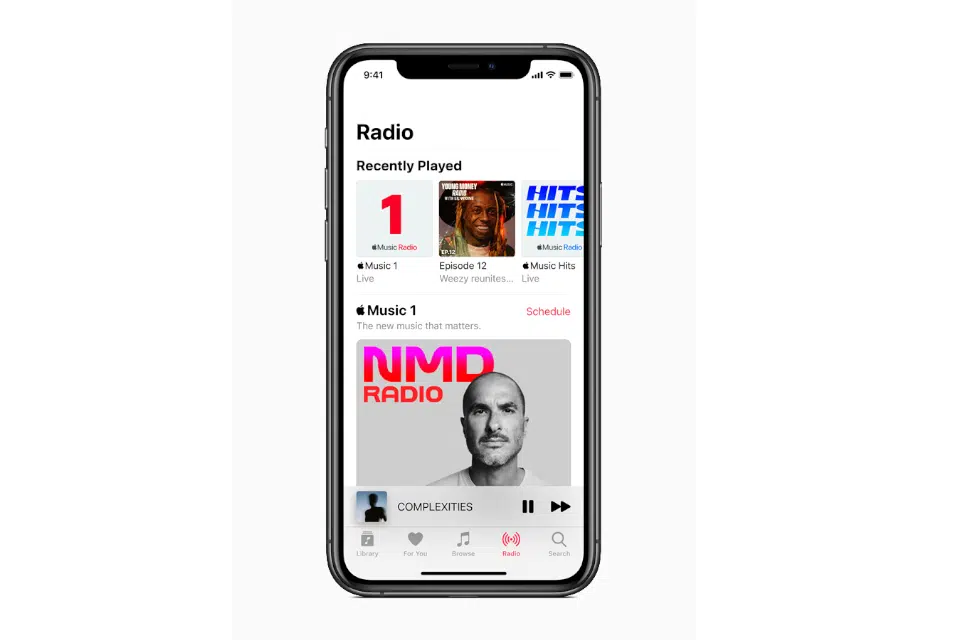 9:41
Radio
Recently Played
1
Music Radio
YOUNG MONEY
RADIO
WITH LIL WAYNE
MUSIC
EP.12
HITS
HITS
HITS
Music Radio
Music 1
Live
Episode 12
Weezy reunites...
Music Hits
Live
Music 1
Schedule
The new music that matters.
NMD
RADIO
COMPLEXITIES
Library
For You
Browse
Radio
Search